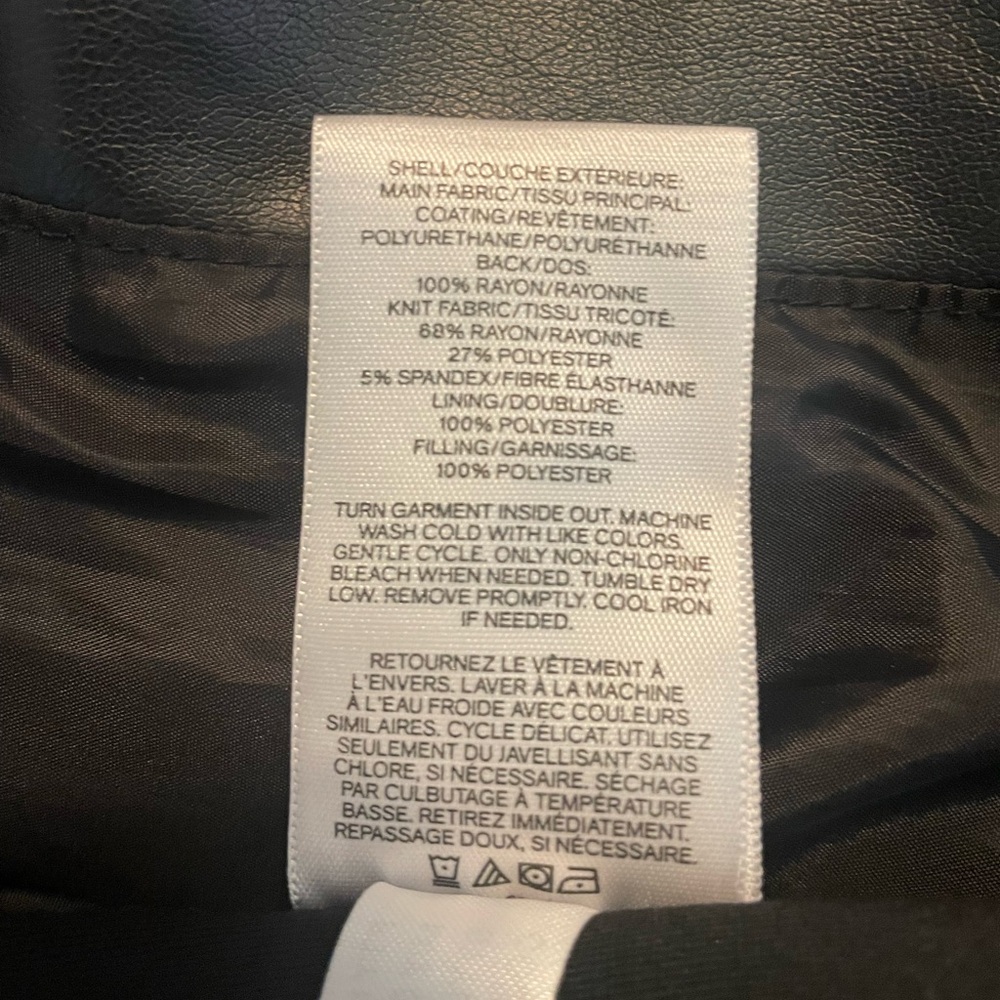 SHELL/COUCHE EXTÉRIEURE:
MAIN FABRIC/TISSU PRINCIPAL:
COATING/REVÊTEMENT:
POLYURETHANE/POLYURÉTHANNE
BACK/DOS:
100% RAYON/RAYONNE
KNIT FABRIC/TISSU TRICOTÉ:
68% RAYON/RAYONNE
27% POLYESTER
5% SPANDEX/FIBRE ÉLASTHANNE
LINING/DOUBLURE:
100% POLYESTER
FILLING/GARNISSAGE:
100% POLYESTER
TURN GARMENT INSIDE OUT. MACHINE
WASH COLD WITH LIKE COLORS.
GENTLE CYCLE. ONLY NON-CHLORINE
BLEACH WHEN NEEDED. TUMBLE DRY
LOW. REMOVE PROMPTLY. COOL IRON
IF NEEDED.
RETOURNEZ LE VÊTEMENT À
L'ENVERS. LAVER À LA MACHINE
À L'EAU FROIDE AVEC COULEURS
SIMILAIRES. CYCLE DÉLICAT. UTILISEZ
SEULEMENT DU JAVELLISANT SANS
CHLORE, SI NÉCESSAIRE. SÉCHAGE
PAR CULBUTAGE À TEMPÉRATURE
BASSE. RETIREZ IMMÉDIATEMENT.
REPASSAGE DOUX, SI NÉCESSAIRE.